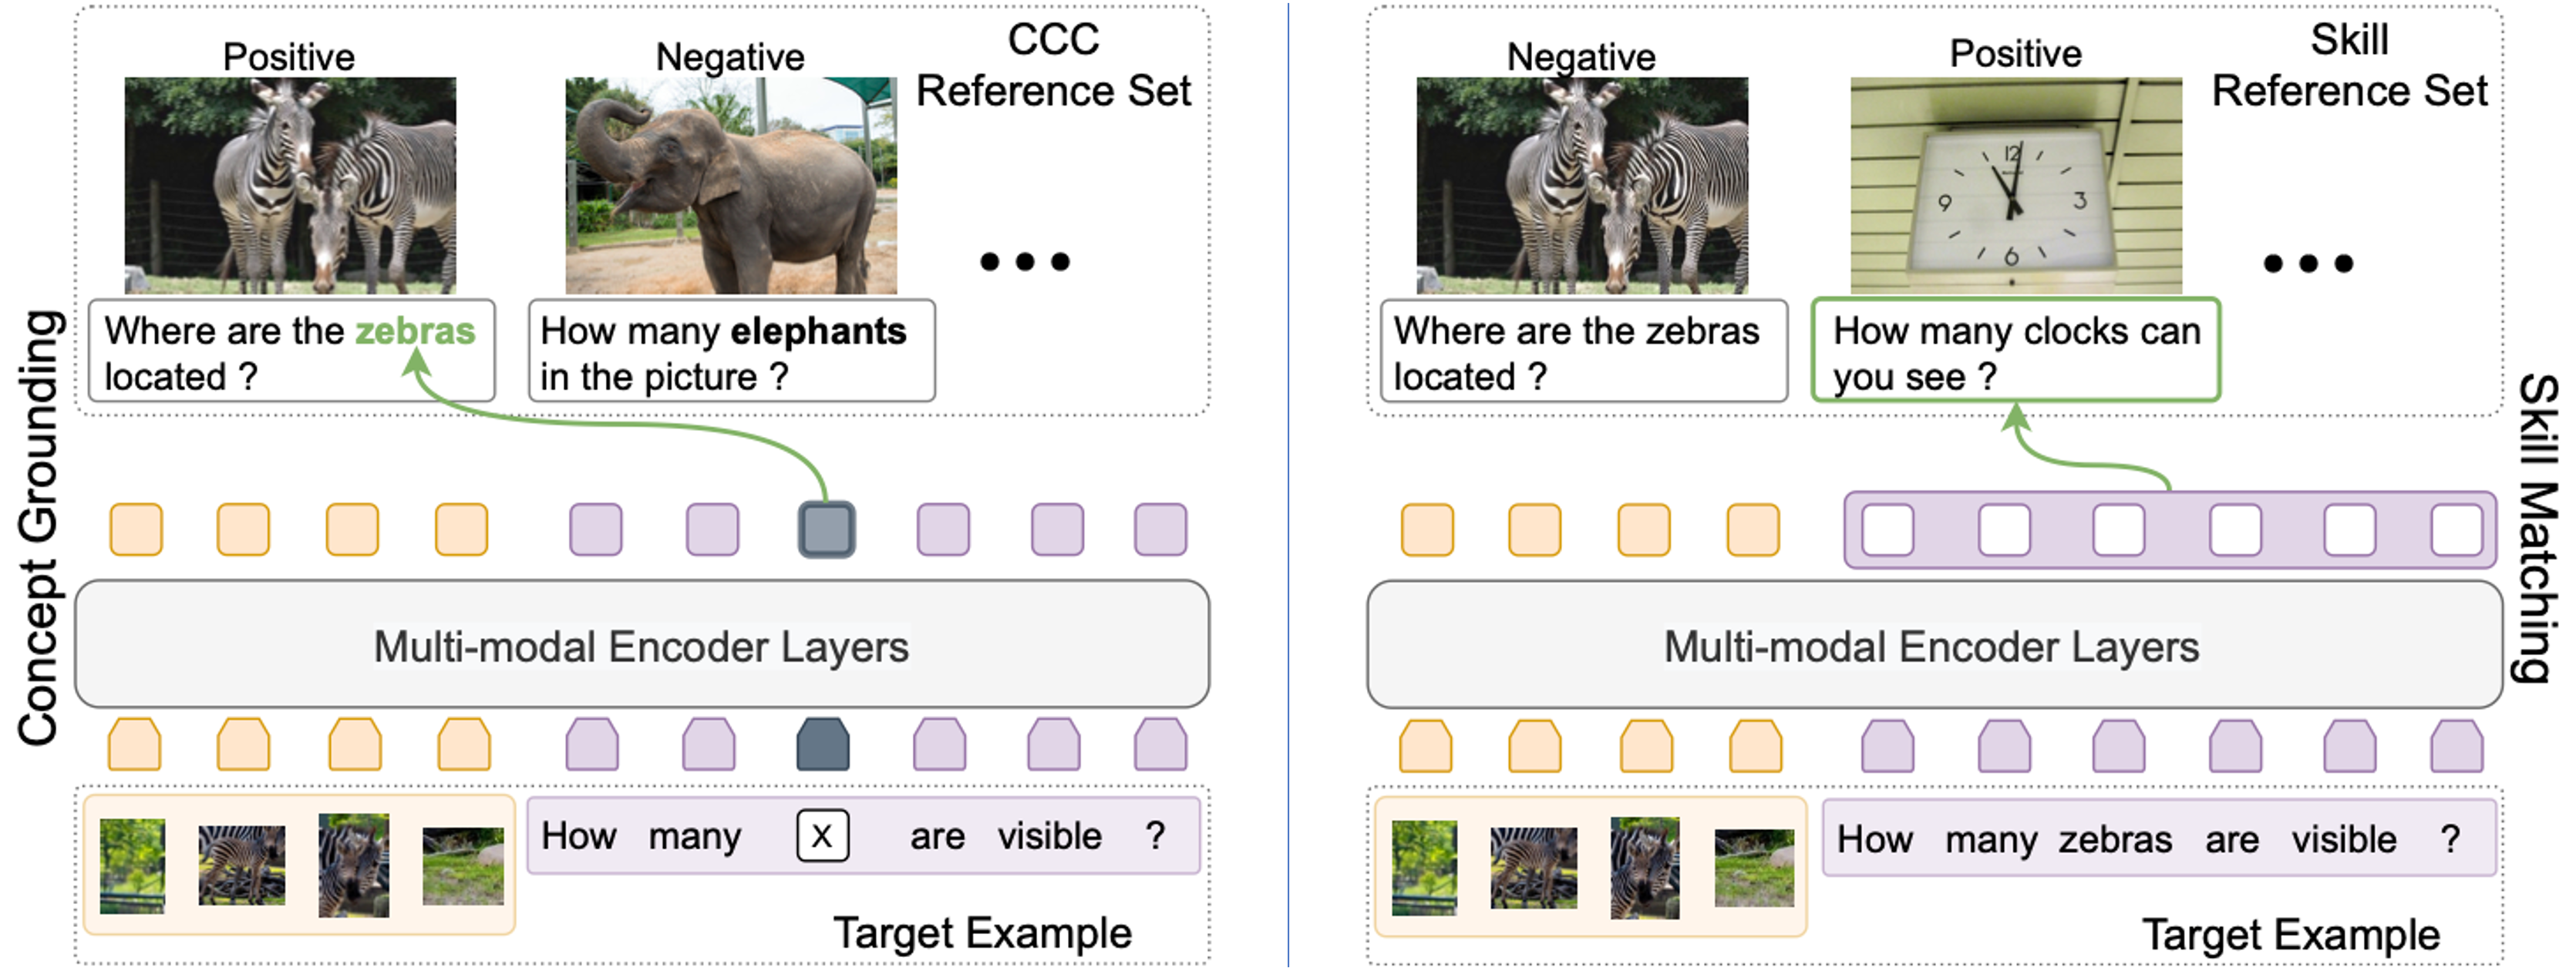 Concept Grounding
Positive
Negative
CCC
Reference Set
Where are the zebras
located ?
How many elephants
in the picture ?
Multi-modal Encoder Layers
How many X are visible ?
Target Example
Negative
Positive
Skill
Reference Set
12
9
3
6
Where are the zebras
located ?
How many clocks can
you see ?
Multi-modal Encoder Layers
How many zebras are visible ?
Target Example
Skill Matching